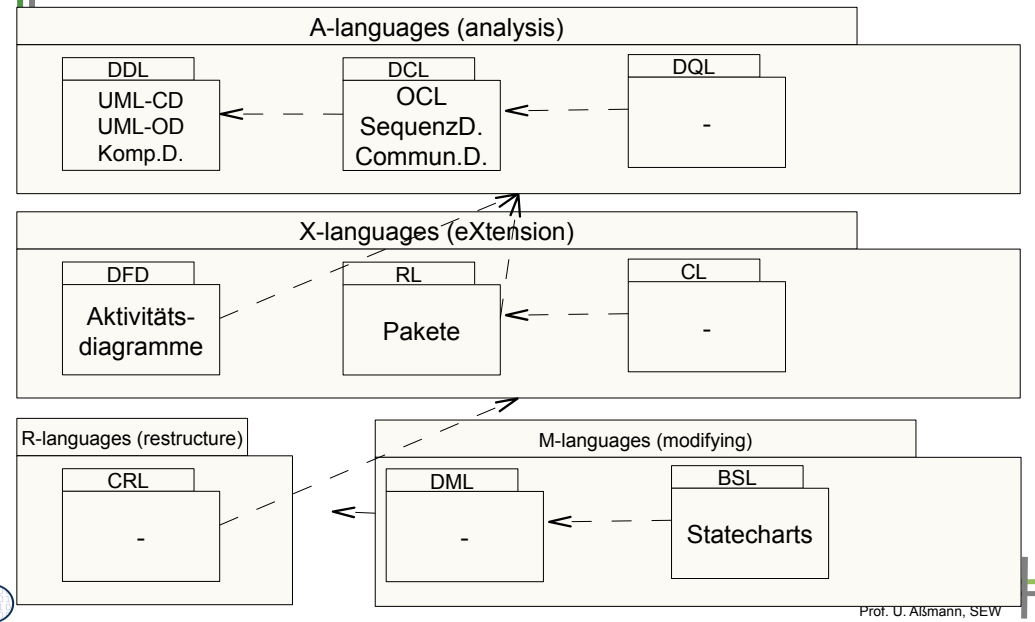 A-languages (analysis)
DDL
UML-CD
UML-OD
Komp.D.
DCL
OCL
SequenzD.
Commun.D.
DQL
-
X-languages (eXtension)
DFD
Aktivitäts-
diagramme
RL
Pakete
CL
-
R-languages (restructure)
CRL
-
M-languages (modifying)
DML
-
BSL
Statecharts
Prof. U. Aßmann, SEW